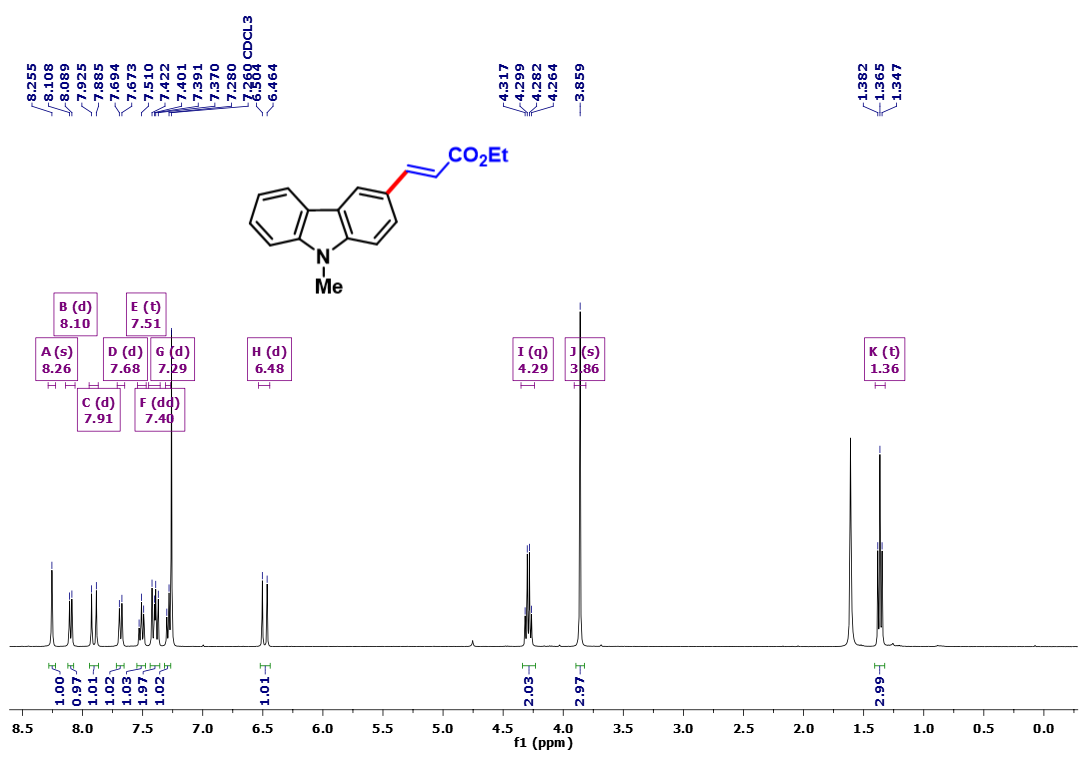 8.255
8.108
8.089
7.925
7.885
7.694
7.673
7.510
7.422
7.401
7.391
7.370
7.280
7.260 CDCL3
6.504
6.464
4.317
4.299
4.282
4.264
3.859
1.382
1.365
1.347
CO2Et
N
Me
B (d)
8.10
E (t)
7.51
A (s)
8.26
D (d)
7.68
G (d)
7.29
H (d)
6.48
I (q)
4.29
J (s)
3.86
K (t)
1.36
C (d)
7.91
F (dd)
7.40
1.00
0.97
1.01
1.02
1.03
1.97
1.02
1.01
2.03
2.97
2.99
8.5 8.0 7.5 7.0 6.5 6.0 5.5 5.0 4.5 4.0 3.5 3.0 2.5 2.0 1.5 1.0 0.5 0.0
f1 (ppm)